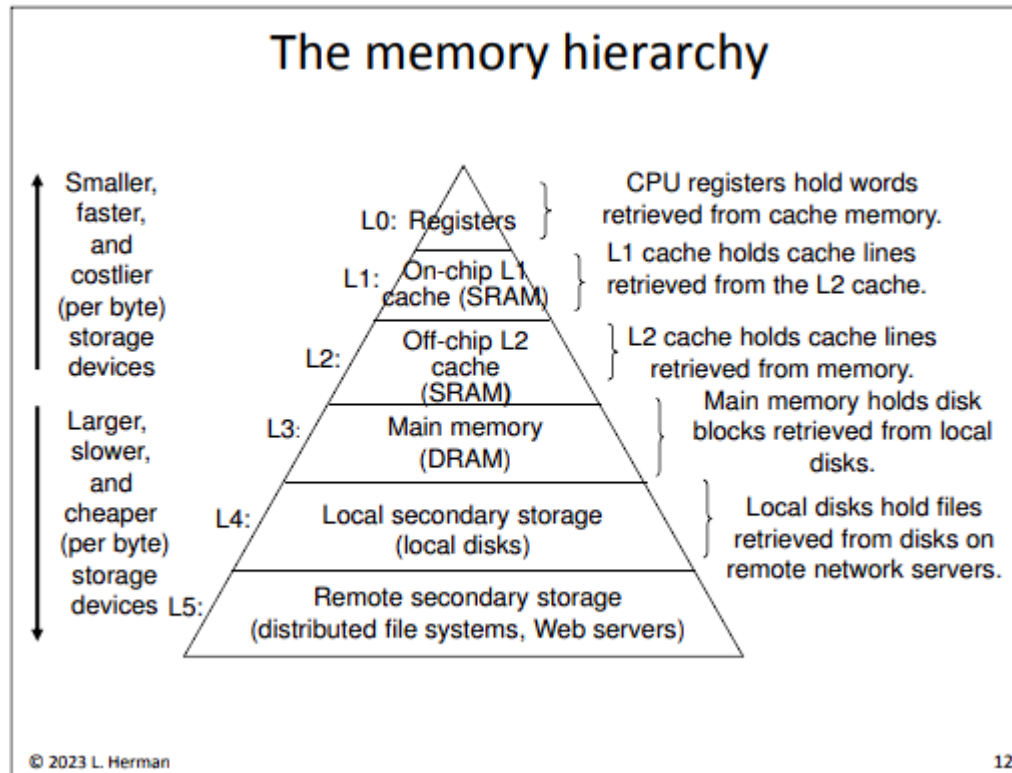 The memory hierarchy
Smaller,
faster,
and
costlier
(per byte)
storage
devices
Larger,
slower,
and
cheaper
(per byte)
storage
devices
L0:
Registers
CPU registers hold words
retrieved from cache memory.
L1:
On-chip L1
cache (SRAM)
L1 cache holds cache lines
retrieved from the L2 cache.
L2:
Off-chip L2
cache
(SRAM)
L2 cache holds cache lines
retrieved from memory.
L3:
Main memory
(DRAM)
Main memory holds disk
blocks retrieved from local
disks.
L4:
Local secondary storage
(local disks)
Local disks hold files
retrieved from disks on
remote network servers.
L5:
Remote secondary storage
(distributed file systems, Web servers)
© 2023 L. Herman
12